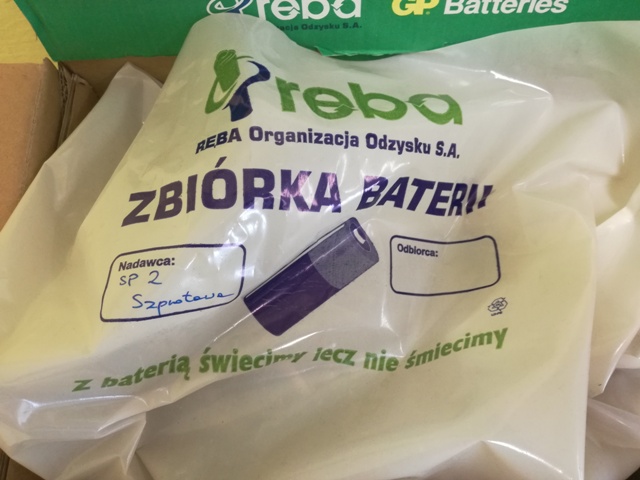 reba
GP Batteries
Organizacja Odzysku S.A.
reba
REBA Organizacja Odzysku S.A.
ZBIÓRKA BATERII
Nadawca:
SP 2
Szprotawa
Odbiorca:
Z baterią świecimy lecz nie śmiecimy